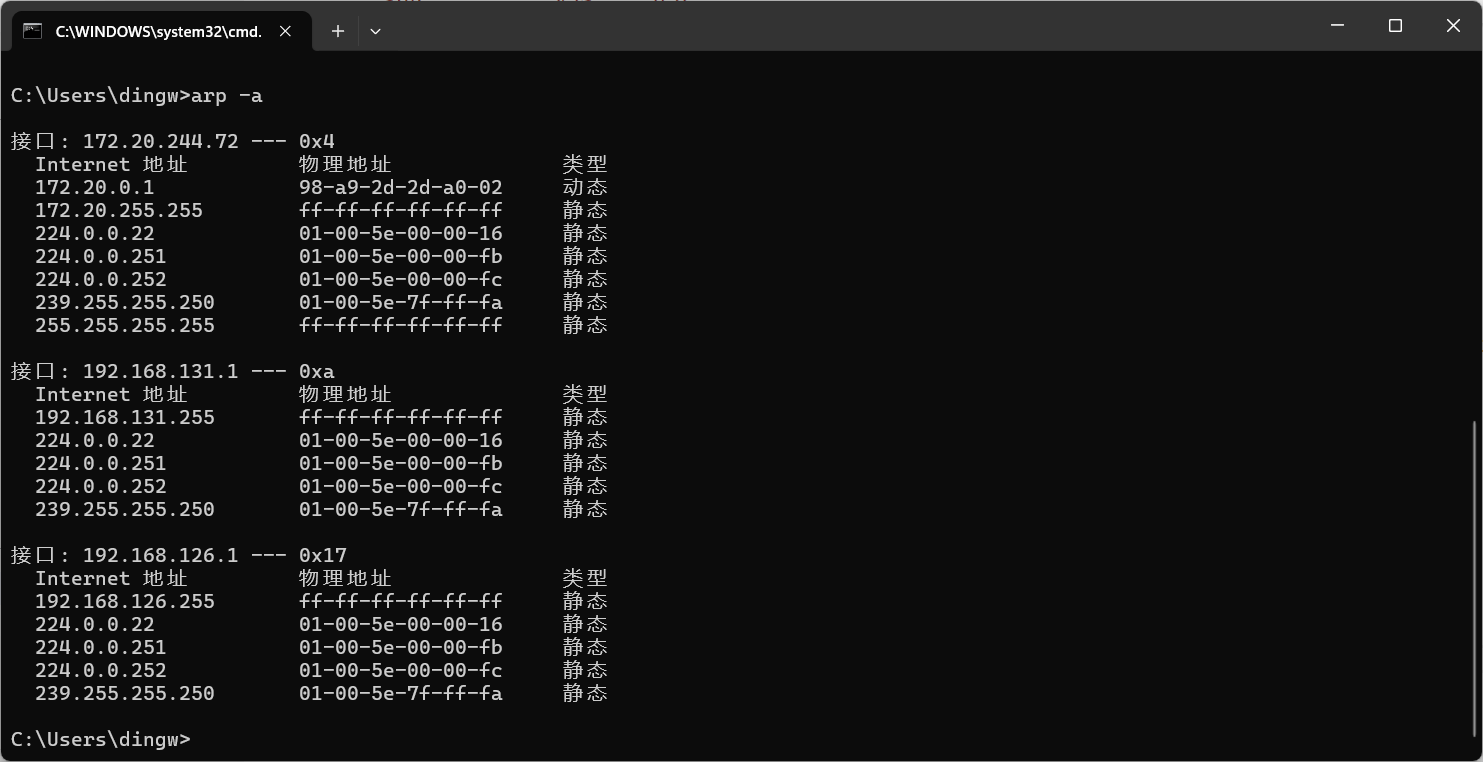 C:\WINDOWS\system32\cmd.
C:\Users\dingw>arp -a
接口: 172.20.244.72 --- 0x4
Internet 地址 物理地址 类型
172.20.0.1 98-a9-2d-2d-a0-02 动态
172.20.255.255 ff-ff-ff-ff-ff-ff 静态
224.0.0.22 01-00-5e-00-00-16 静态
224.0.0.251 01-00-5e-00-00-fb 静态
224.0.0.252 01-00-5e-00-00-fc 静态
239.255.255.250 01-00-5e-7f-ff-fa 静态
255.255.255.255 ff-ff-ff-ff-ff-ff 静态
接口: 192.168.131.1 --- 0xa
Internet 地址 物理地址 类型
192.168.131.255 ff-ff-ff-ff-ff-ff 静态
224.0.0.22 01-00-5e-00-00-16 静态
224.0.0.251 01-00-5e-00-00-fb 静态
224.0.0.252 01-00-5e-00-00-fc 静态
239.255.255.250 01-00-5e-7f-ff-fa 静态
接口: 192.168.126.1 --- 0x17
Internet 地址 物理地址 类型
192.168.126.255 ff-ff-ff-ff-ff-ff 静态
224.0.0.22 01-00-5e-00-00-16 静态
224.0.0.251 01-00-5e-00-00-fb 静态
224.0.0.252 01-00-5e-00-00-fc 静态
239.255.255.250 01-00-5e-7f-ff-fa 静态
C:\Users\dingw>